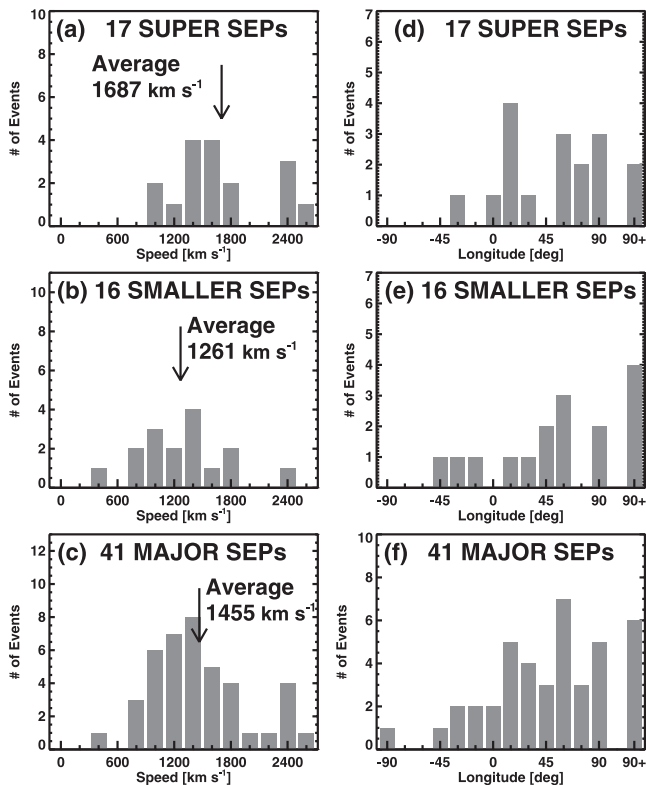 (a) 17 SUPER SEPs
Average
1687 km s⁻¹
# of Events
10
8
6
4
2
0
0 600 1200 1800 2400
Speed [km s⁻¹]
(d) 17 SUPER SEPs
# of Events
7
6
5
4
3
2
1
0
-90 -45 0 45 90 90+
Longitude [deg]
(b) 16 SMALLER SEPs
Average
1261 km s⁻¹
# of Events
10
8
6
4
2
0
0 600 1200 1800 2400
Speed [km s⁻¹]
(e) 16 SMALLER SEPs
# of Events
7
6
5
4
3
2
1
0
-90 -45 0 45 90 90+
Longitude [deg]
(c) 41 MAJOR SEPs
Average
1455 km s⁻¹
# of Events
12
10
8
6
4
2
0
0 600 1200 1800 2400
Speed [km s⁻¹]
(f) 41 MAJOR SEPs
# of Events
10
8
6
4
2
0
-90 -45 0 45 90 90+
Longitude [deg]